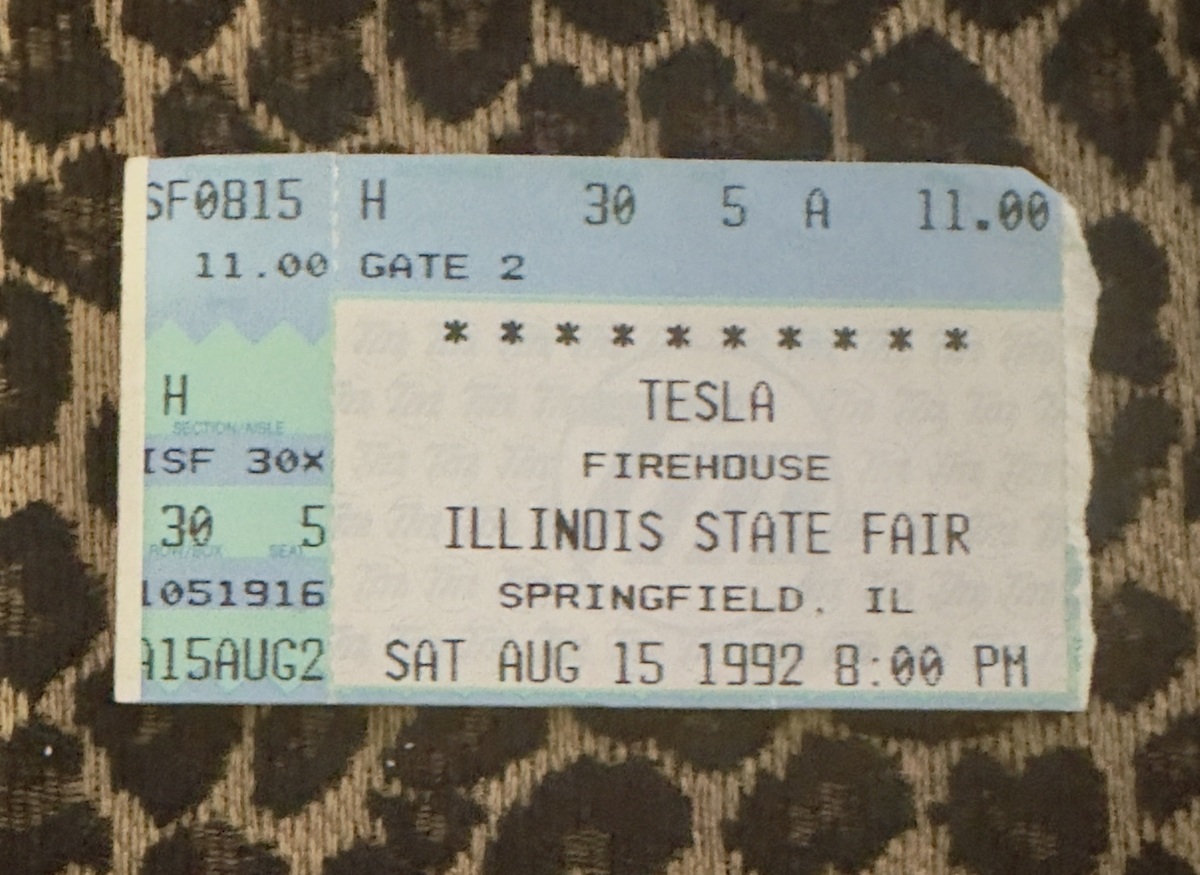 SF0815
11.00
H
SECTION/AISLE
ISF 30X
30 5
ROW/BOX SEAT
1051916
A15AUG2
H 30 5 A 11.00
GATE 2
* * * * * * * * * *
TESLA
FIREHOUSE
ILLINOIS STATE FAIR
SPRINGFIELD, IL
SAT AUG 15 1992 8:00 PM